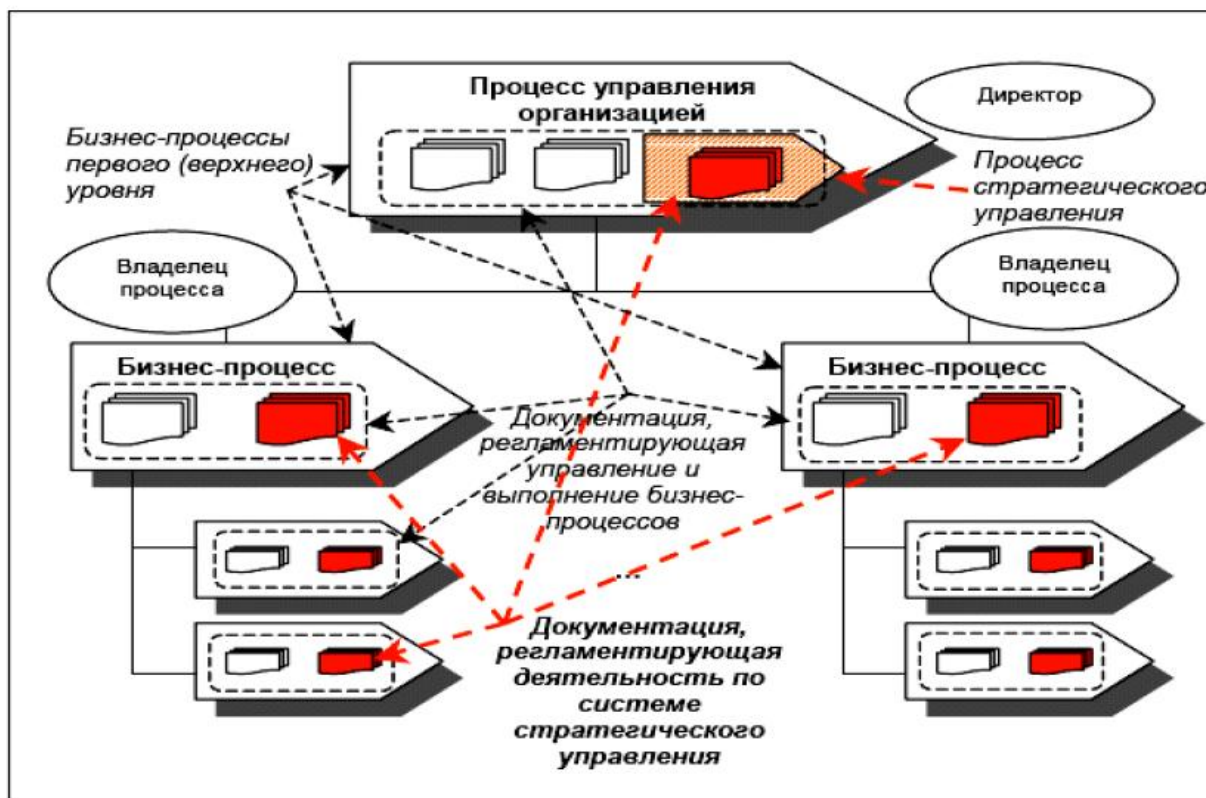 Процесс управления
организацией
Директор
Бизнес-процессы
первого (верхнего)
уровня
Процесс
стратегического
управления
Владелец
процесса
Владелец
процесса
Бизнес-процесс
Бизнес-процесс
Документация,
регламентирующая
управление и
выполнение бизнес-
процессов
...
Документация,
регламентирующая
деятельность по
системе
стратегического
управления